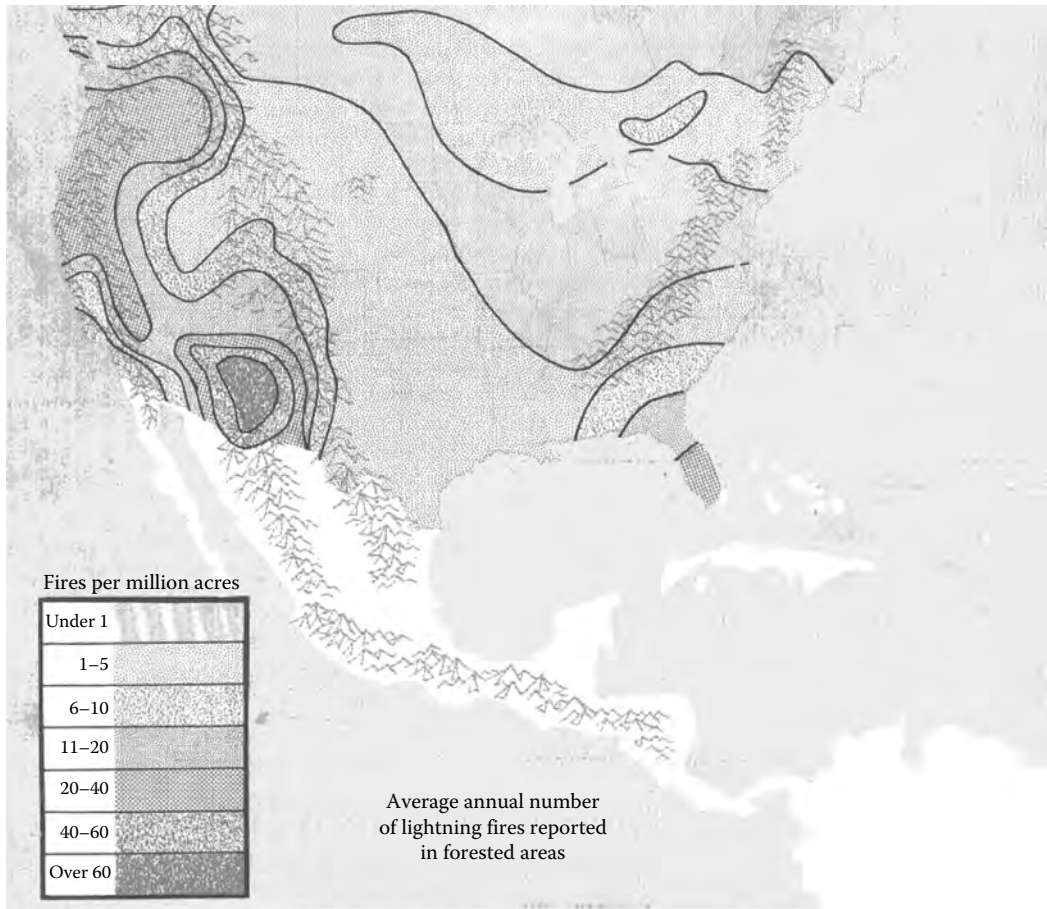 Fires per million acres
Under 1
1–5
6–10
11–20
20–40
40–60
Over 60
Average annual number
of lightning fires reported
in forested areas